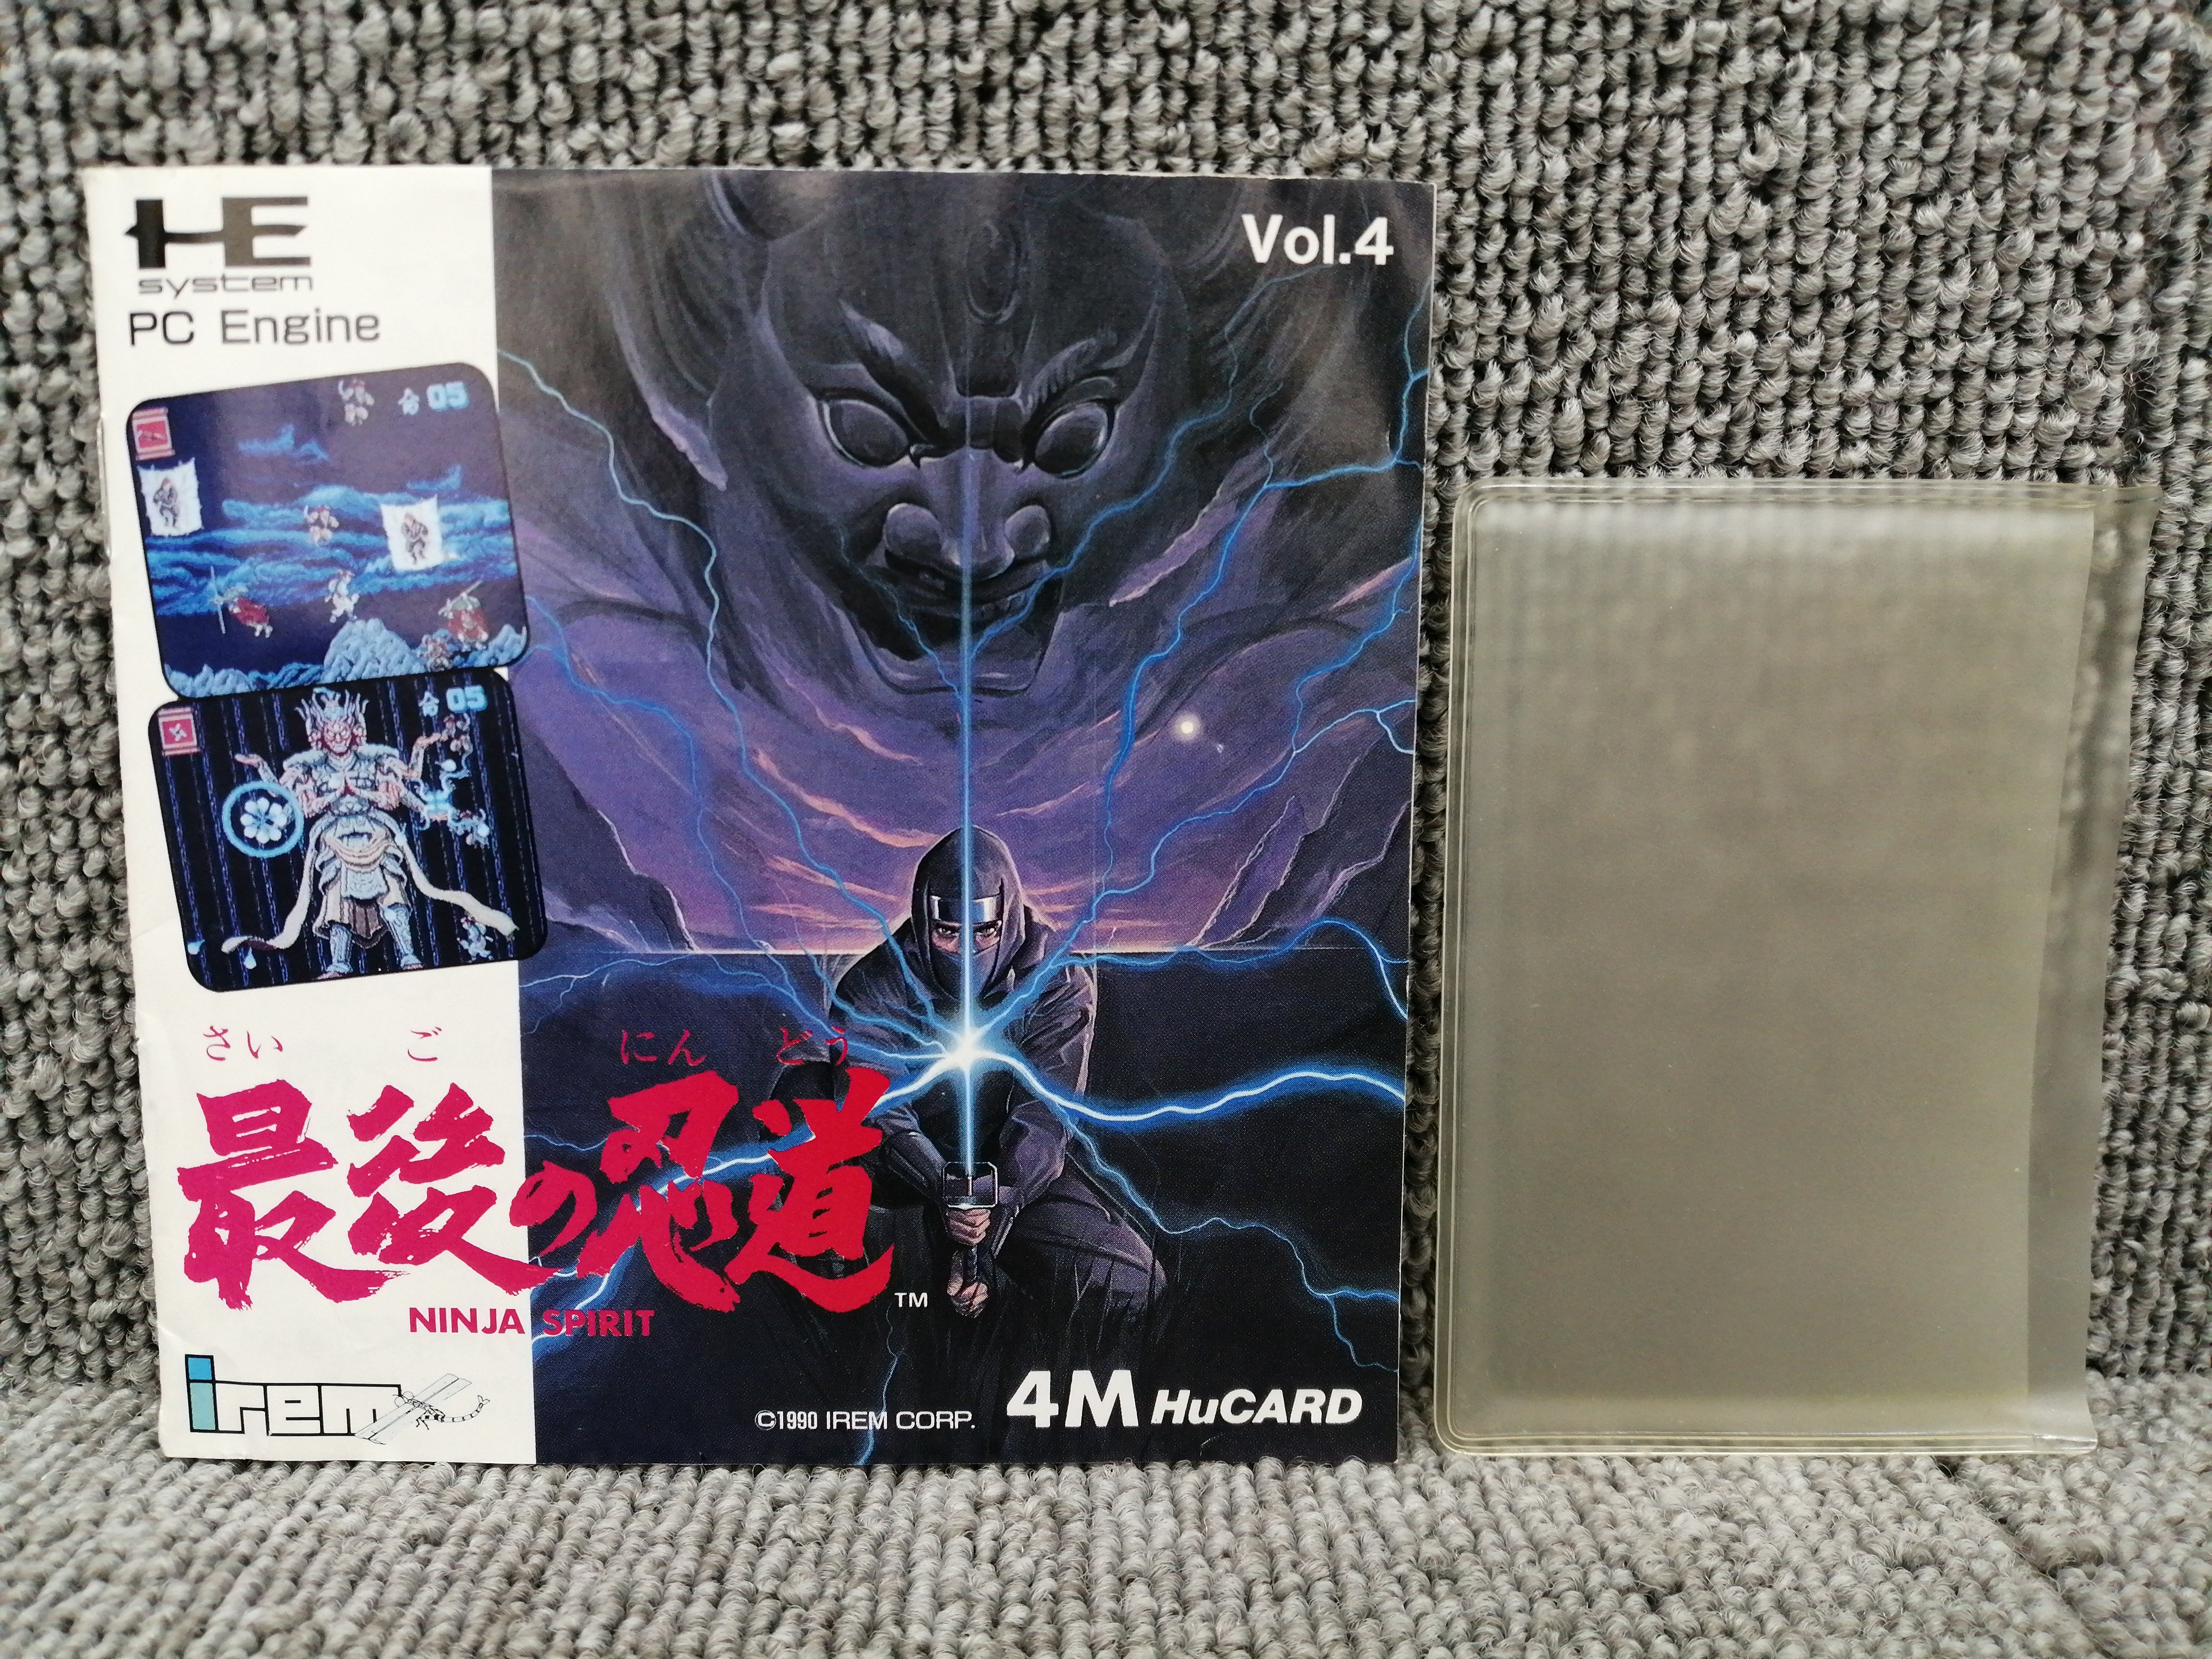 HE
system
PC Engine
Vol.4
命05
命05
さいごにんどう
最後の忍道
TM
NINJA SPIRIT
irem
©1990 IREM CORP.
4M HuCARD